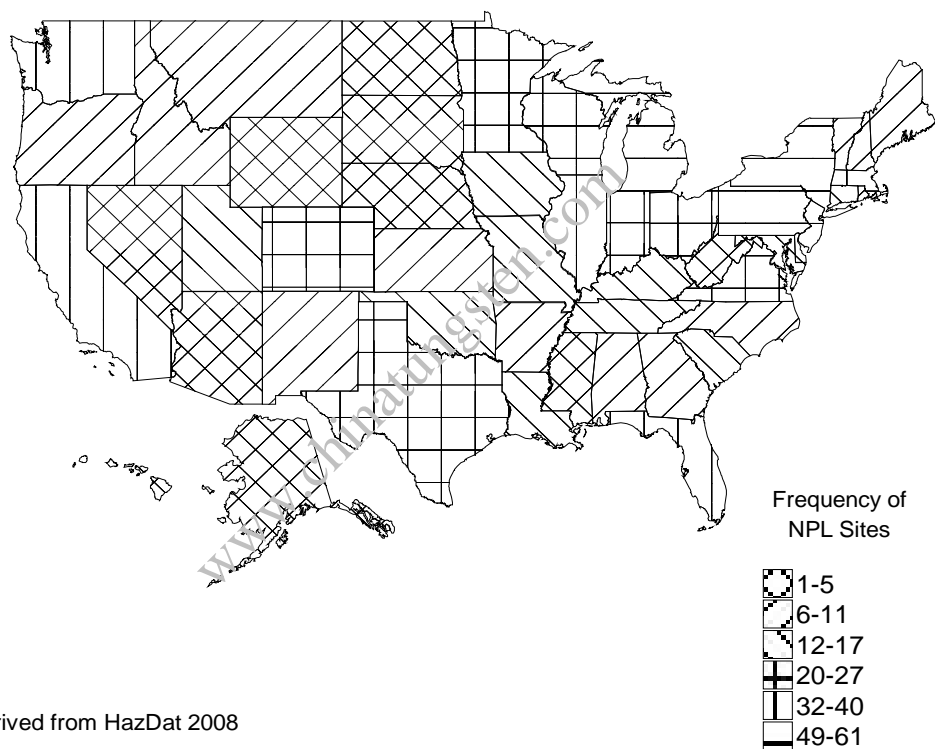 www.chinatungsten.com
Frequency of
NPL Sites
1-5
6-11
12-17
20-27
32-40
49-61
rived from HazDat 2008